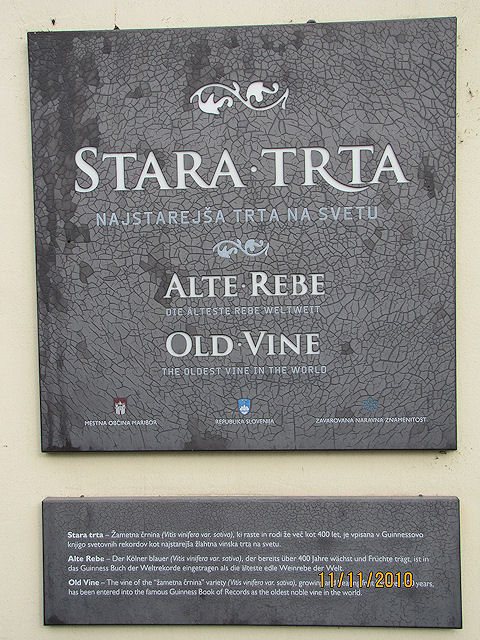 STARA · TRTA
NAJSTAREJŠA TRTA NA SVETU
ALTE · REBE
DIE ÄLTESTE REBE WELTWEIT
OLD · VINE
THE OLDEST VINE IN THE WORLD
MESTNA OBČINA MARIBOR
REPUBLIKA SLOVENIJA
ZAVAROVANA NARAVNA ZNAMENITOST
Stara trta – Žametna črnina (Vitis vinifera var. sativa), ki raste in rodi že več kot 400 let, je vpisana v Guinnessovo
knjigo svetovnih rekordov kot najstarejša žlahtna vinska trta na svetu.
Alte Rebe – Der Kölner blauer (Vitis vinifera var. sativa), der bereits über 400 Jahre wächst und Früchte trägt, ist in
das Guinness Buch der Weltrekorde eingetragen als die älteste edle Weinrebe der Welt.
Old Vine – The vine of the "žametna črnina" variety (Vitis vinifera var. sativa), growing years,
has been entered into the famous Guinness Book of Records as the oldest noble vine in the world.
11/11/2010